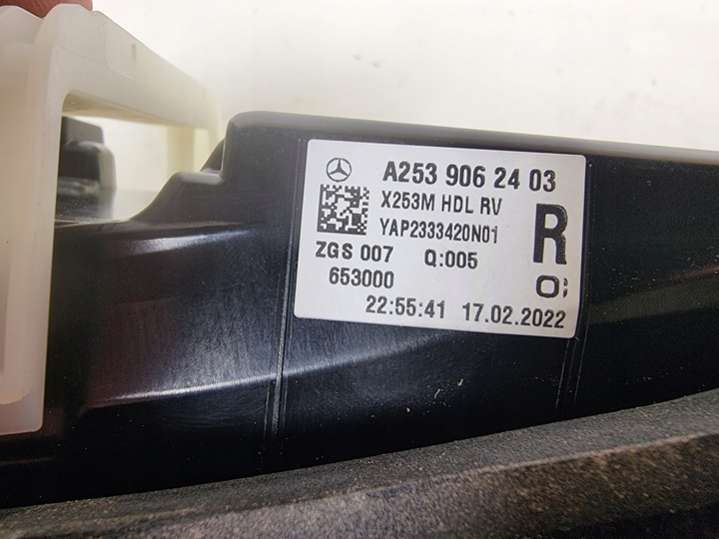 A253 906 24 03
X253M HDL RV
YAP2333420N01
R
ZGS 007 Q:005
653000
22:55:41 17.02.2022